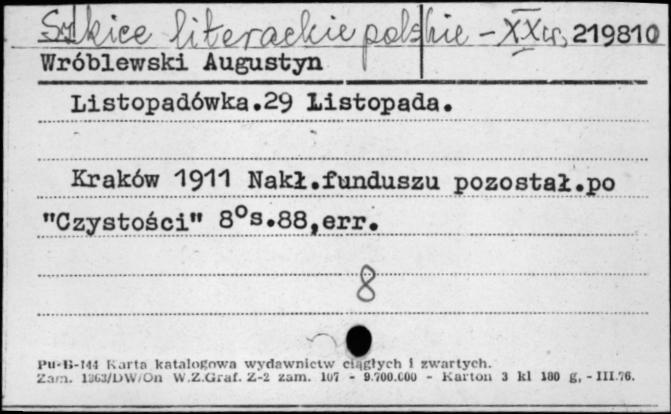 Szkice literackie polskie - XXw, 219810
Wróblewski Augustyn
Listopadówka.29 Listopada.
Kraków 1911 Nakł.funduszu pozostał.po
"Czystości" 8°s.88,err.
8
Pu-B-144 Karta katalogowa wydawnictw ciągłych i zwartych.
Zam. 1363/DW/On W.Z.Graf. Z-2 zam. 107 - 9.700.000 - Karton 3 kl 180 g, - III.76.